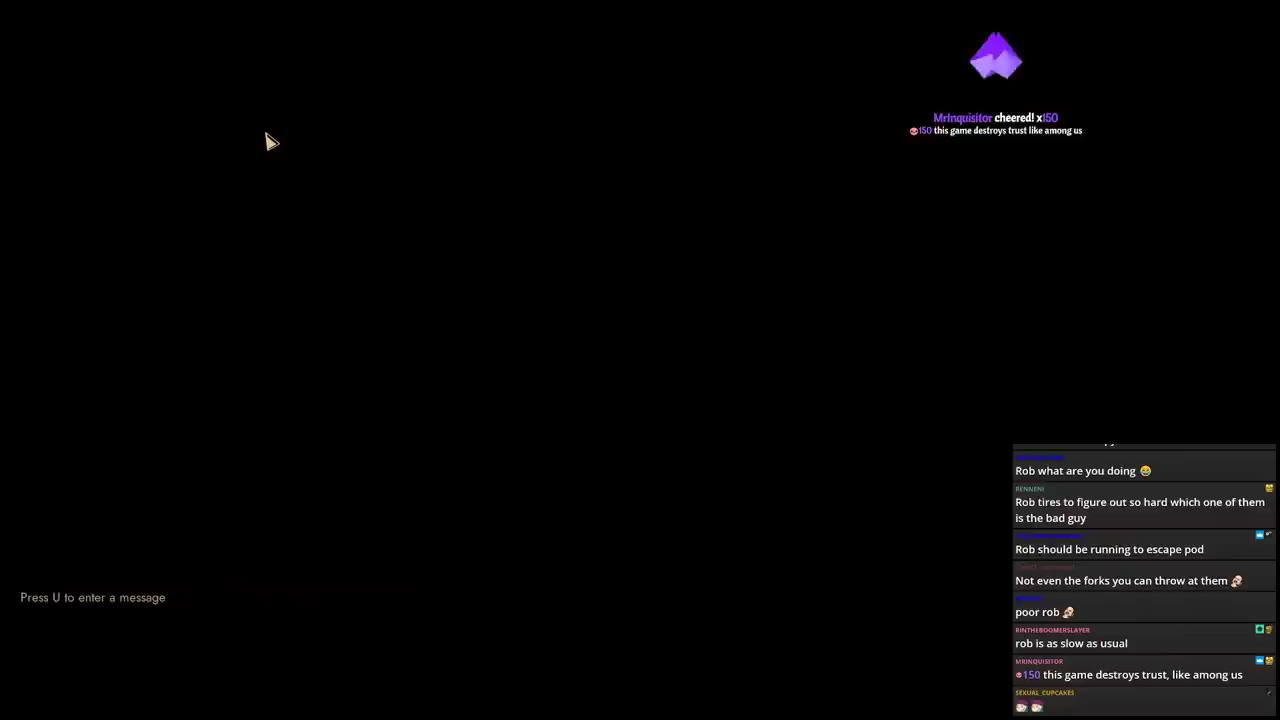 MrInquisitor cheered! x150
150 this game destroys trust like among us
Rob what are you doing
RENNENI
Rob tires to figure out so hard which one of them
is the bad guy
Rob should be running to escape pod
Not even the forks you can throw at them
poor rob
RINTHEBOOMERSLAYER
rob is as slow as usual
MRINQUISITOR
150 this game destroys trust, like among us
SEXUAL_CUPCAKES
Press U to enter a message